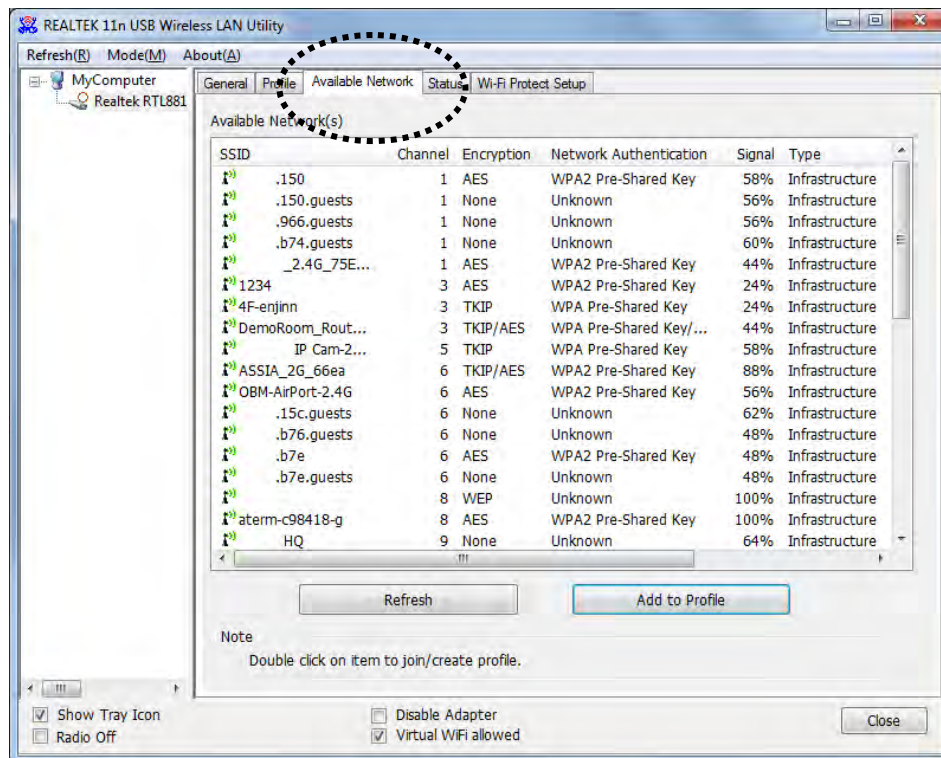 REALTEK 11n USB Wireless LAN Utility
Refresh(R) Mode(M) About(A)
MyComputer
Realtek RTL881
General Profile Available Network Status Wi-Fi Protect Setup
Available Network(s)
SSID Channel Encryption Network Authentication Signal Type
.150 1 AES WPA2 Pre-Shared Key 58% Infrastructure
.150.guests 1 None Unknown 56% Infrastructure
.966.guests 1 None Unknown 56% Infrastructure
.b74.guests 1 None Unknown 60% Infrastructure
_2.4G_75E... 1 AES WPA2 Pre-Shared Key 44% Infrastructure
1234 3 AES WPA2 Pre-Shared Key 24% Infrastructure
4F-enjinn 3 TKIP WPA Pre-Shared Key 24% Infrastructure
DemoRoom_Rout... 3 TKIP/AES WPA Pre-Shared Key/... 44% Infrastructure
IP Cam-2... 5 TKIP WPA Pre-Shared Key 58% Infrastructure
ASSIA_2G_66ea 6 TKIP/AES WPA2 Pre-Shared Key 88% Infrastructure
OBM-AirPort-2.4G 6 AES WPA2 Pre-Shared Key 56% Infrastructure
.15c.guests 6 None Unknown 62% Infrastructure
.b76.guests 6 None Unknown 48% Infrastructure
.b7e 6 AES WPA2 Pre-Shared Key 48% Infrastructure
.b7e.guests 6 None Unknown 48% Infrastructure
8 WEP Unknown 100% Infrastructure
aterm-c98418-g 8 AES WPA2 Pre-Shared Key 100% Infrastructure
HQ 9 None Unknown 64% Infrastructure
Refresh Add to Profile
Note
Double click on item to join/create profile.
Show Tray Icon Disable Adapter Close
Radio Off Virtual WiFi allowed